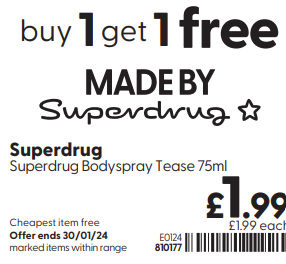 buy 1 get 1 free
MADE BY
Superdrug
Superdrug
Superdrug Bodyspray Tease 75ml
£1.99
£1.99 each
Cheapest item free
Offer ends 30/01/24
marked items within range
E0124
810177